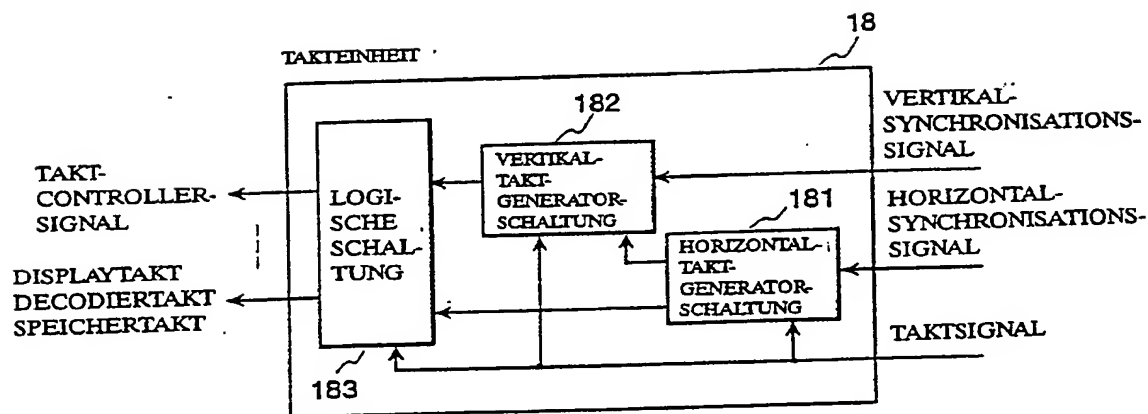 18
TAKTEINHEIT
182
VERTIKAL-
SYNCHRONISATIONS-
SIGNAL
VERTIKAL-
TAKT-
GENERATOR-
SCHALTUNG
TAKT-
CONTROLLER-
SIGNAL
LOGI-
SCHE
SCHAL-
TUNG
181
HORIZONTAL-
SYNCHRONISATIONS-
SIGNAL
HORIZONTAL-
TAKT-
GENERATOR-
SCHALTUNG
DISPLAYTAKT
DECODIERTAKT
SPEICHERTAKT
TAKTSIGNAL
183